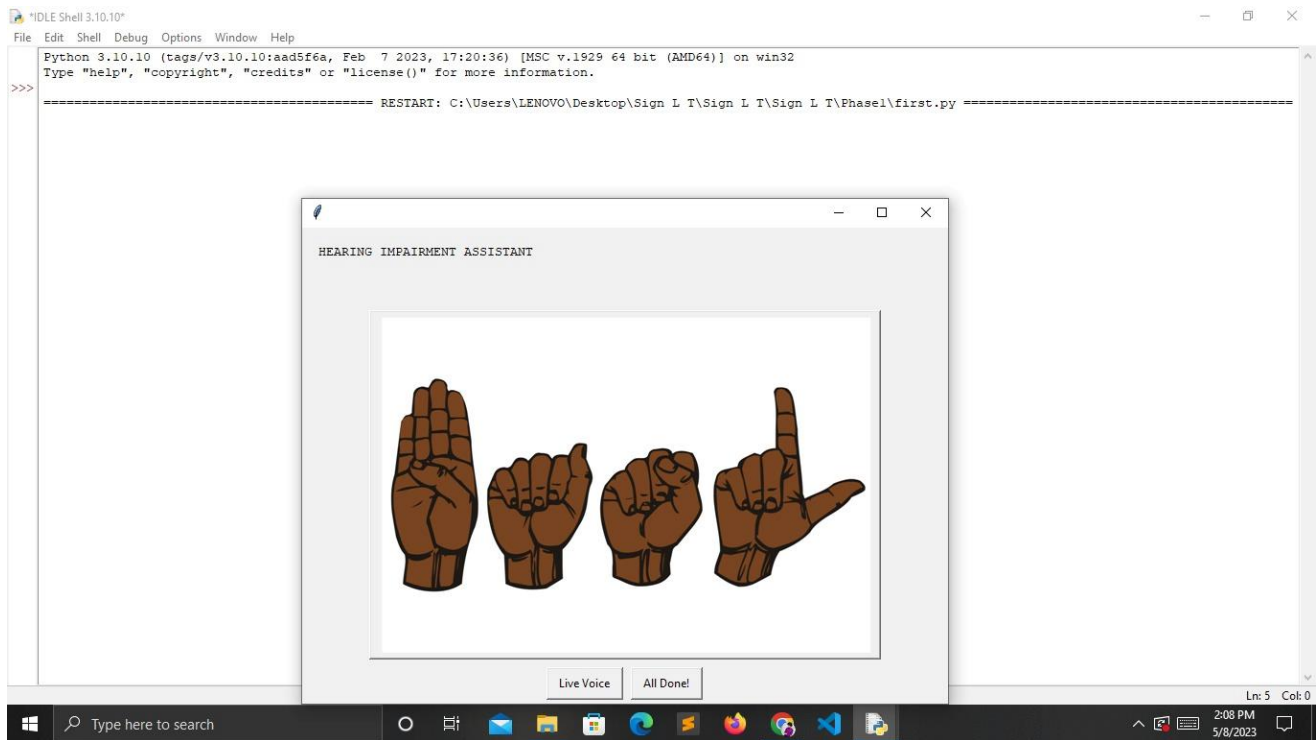 *IDLE Shell 3.10.10*
File Edit Shell Debug Options Window Help
Python 3.10.10 (tags/v3.10.10:aad5f6a, Feb  7 2023, 17:20:36) [MSC v.1929 64 bit (AMD64)] on win32
Type "help", "copyright", "credits" or "license()" for more information.
>>>
=========================================== RESTART: C:\Users\LENOVO\Desktop\Sign L T\Sign L T\Sign L T\Phase1\first.py ===========================================
HEARING IMPAIRMENT ASSISTANT
Live Voice All Done!
Ln: 5 Col: 0
Type here to search
2:08 PM
5/8/2023